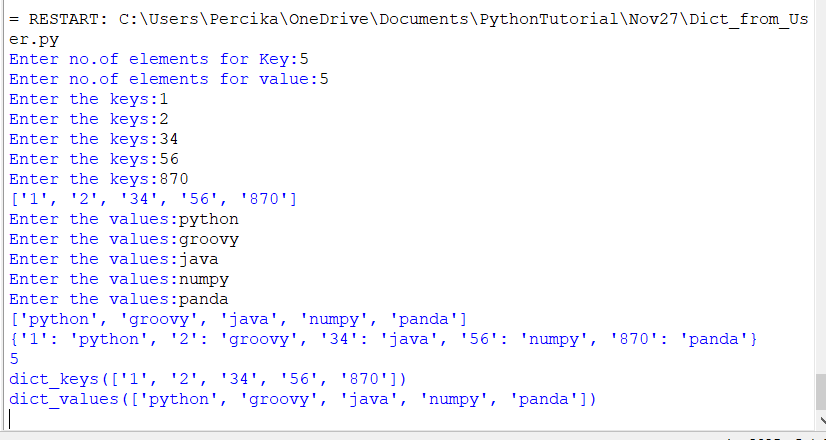 = RESTART: C:\Users\Percika\OneDrive\Documents\PythonTutorial\Nov27\Dict_from_Us
er.py
Enter no.of elements for Key:5
Enter no.of elements for value:5
Enter the keys:1
Enter the keys:2
Enter the keys:34
Enter the keys:56
Enter the keys:870
['1', '2', '34', '56', '870']
Enter the values:python
Enter the values:groovy
Enter the values:java
Enter the values:numpy
Enter the values:panda
['python', 'groovy', 'java', 'numpy', 'panda']
{'1': 'python', '2': 'groovy', '34': 'java', '56': 'numpy', '870': 'panda'}
5
dict_keys(['1', '2', '34', '56', '870'])
dict_values(['python', 'groovy', 'java', 'numpy', 'panda'])